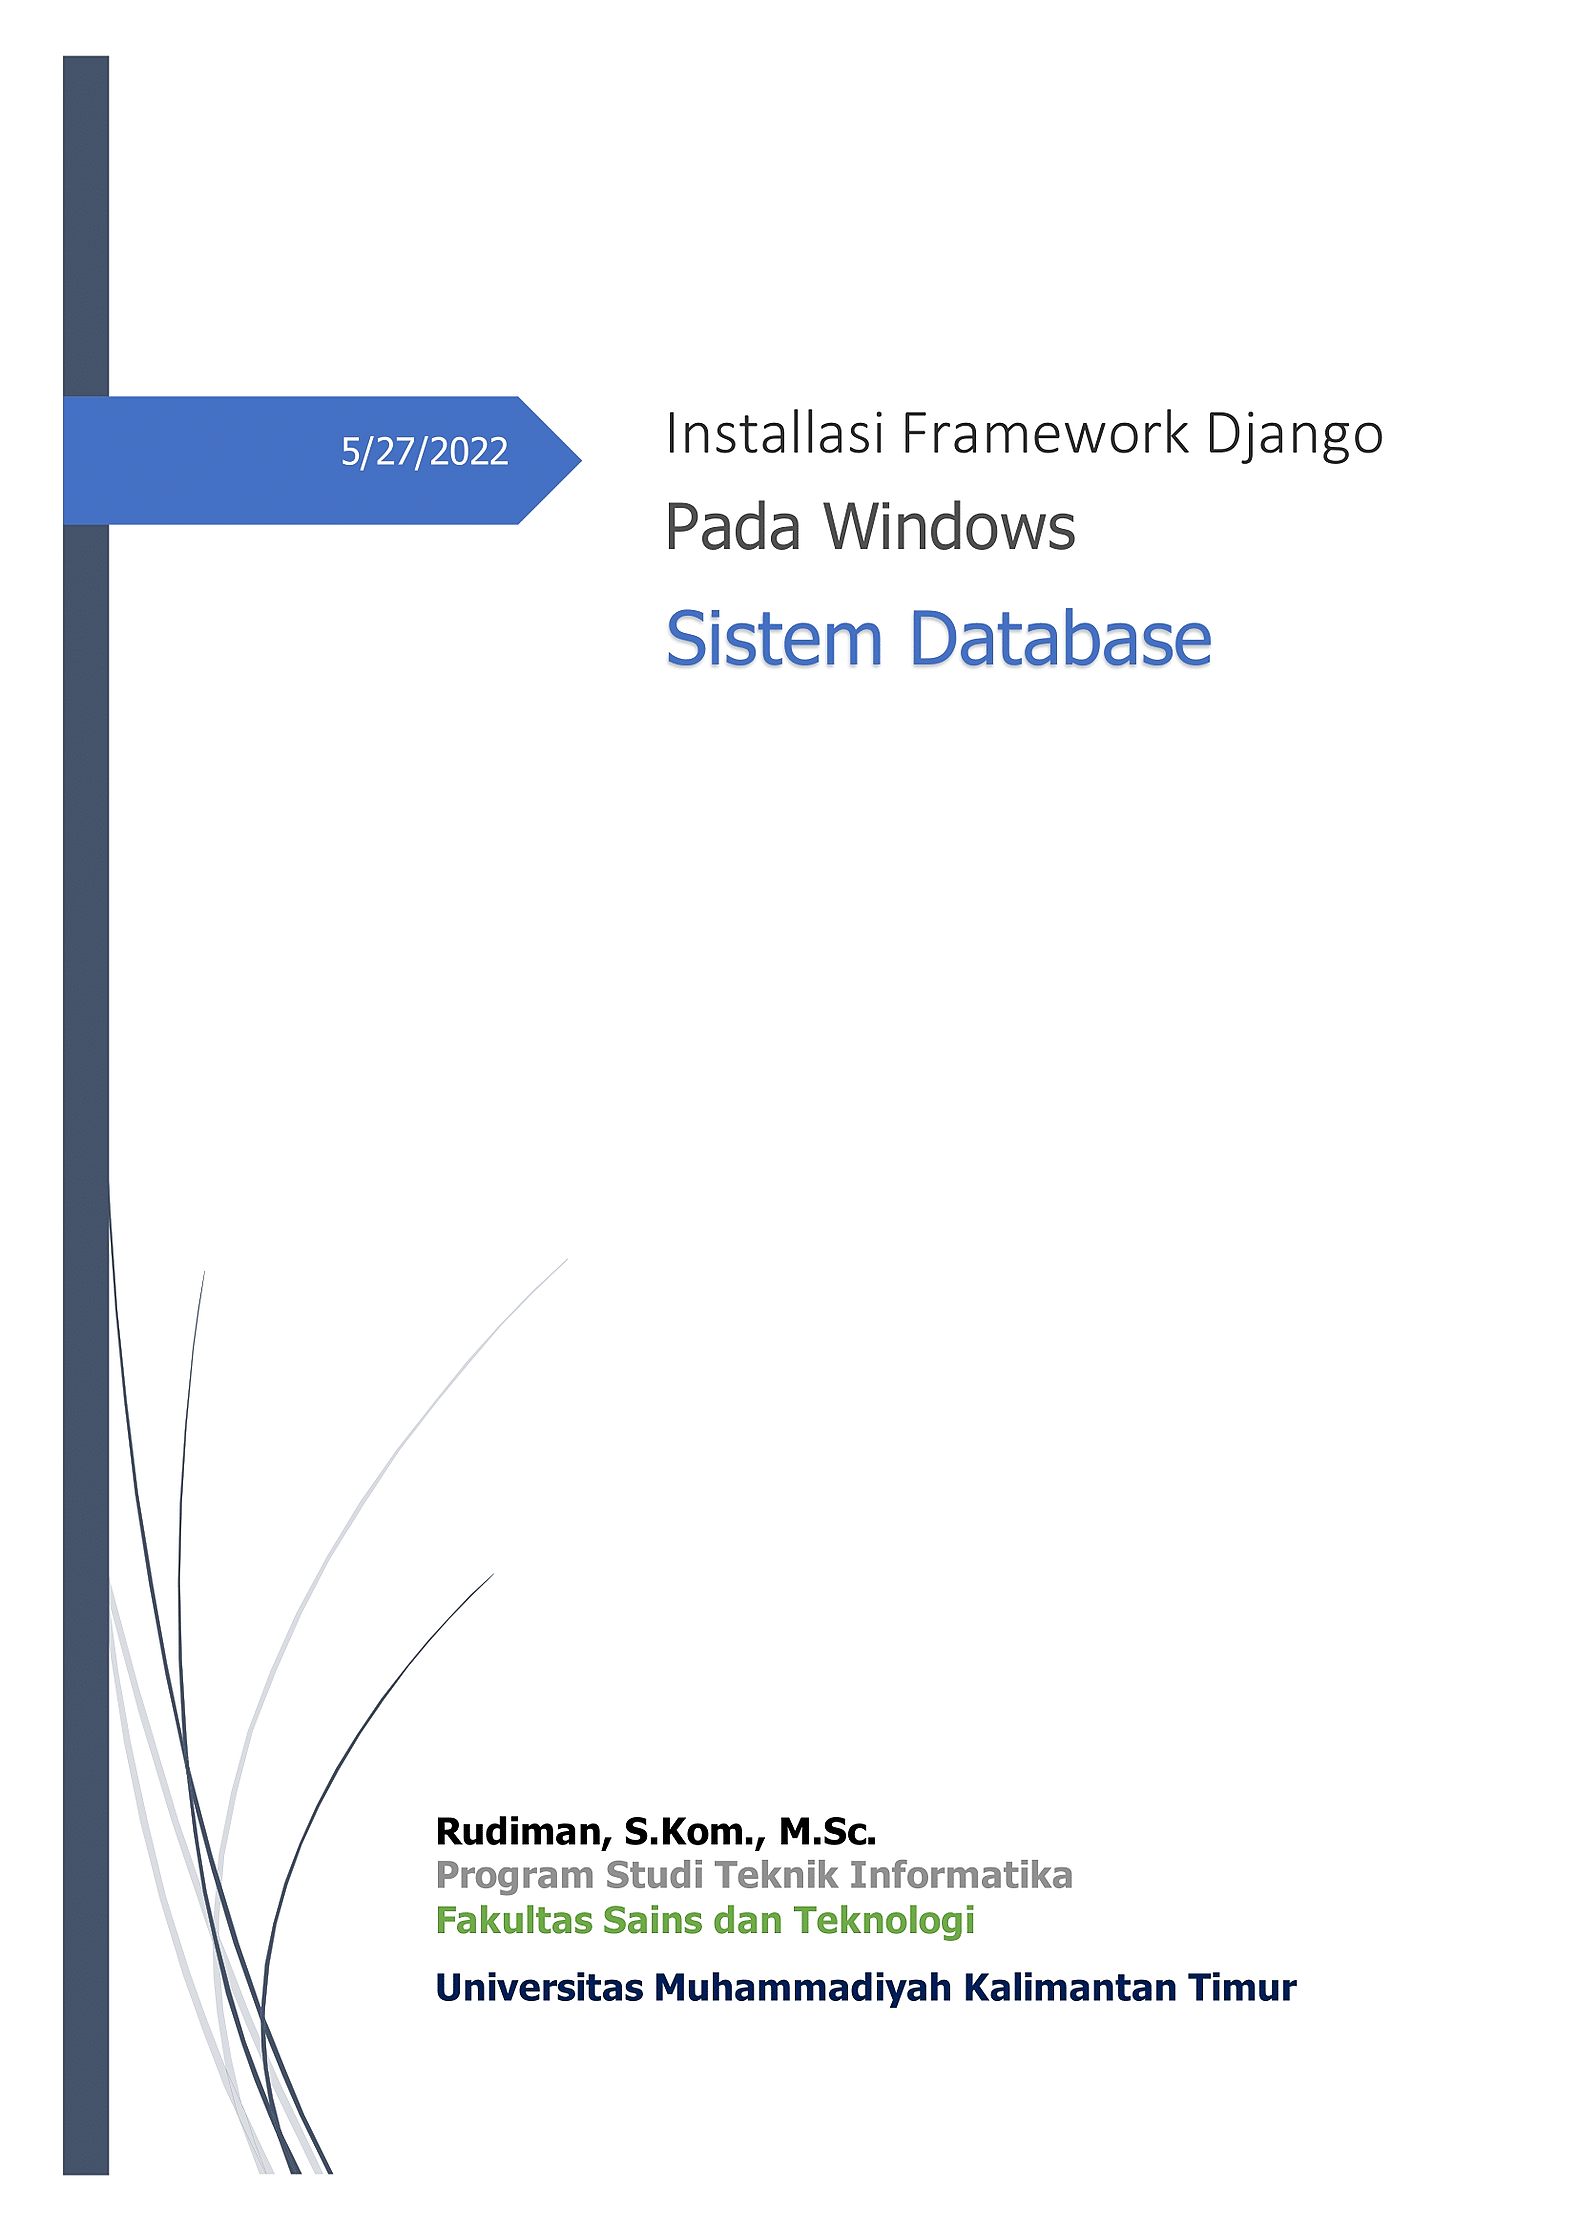 5/27/2022
Installasi Framework Django
Pada Windows
Sistem Database
Rudiman, S.Kom., M.Sc.
Program Studi Teknik Informatika
Fakultas Sains dan Teknologi
Universitas Muhammadiyah Kalimantan Timur